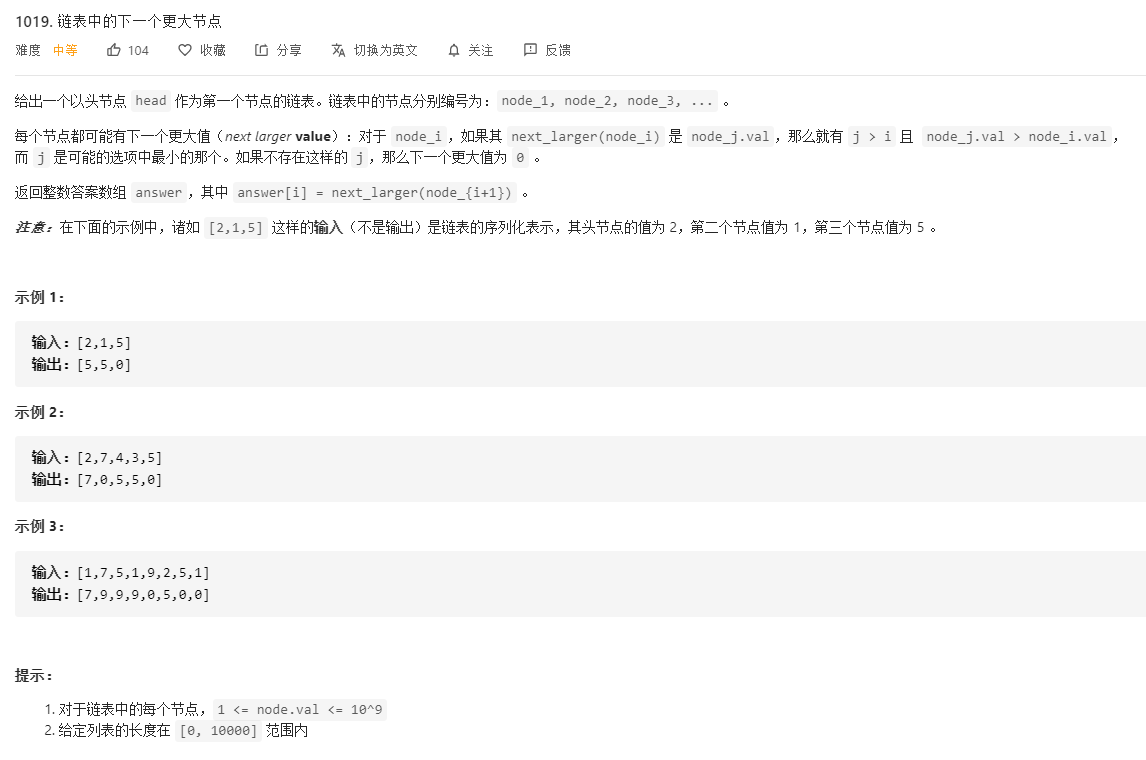 1019. 链表中的下一个更大节点
难度 中等 104 收藏 分享 切换为英文 关注 反馈
给出一个以头节点 head 作为第一个节点的链表。链表中的节点分别编号为：node_1, node_2, node_3, ... 。
每个节点都可能有下一个更大值（next larger value）：对于 node_i，如果其 next_larger(node_i) 是 node_j.val，那么就有 j > i 且 node_j.val > node_i.val，
而 j 是可能的选项中最小的那个。如果不存在这样的 j，那么下一个更大值为 0 。
返回整数答案数组 answer，其中 answer[i] = next_larger(node_{i+1}) 。
注意：在下面的示例中，诸如 [2,1,5] 这样的输入（不是输出）是链表的序列化表示，其头节点的值为 2，第二个节点值为 1，第三个节点值为 5 。
示例 1：
输入：[2,1,5]
输出：[5,5,0]
示例 2：
输入：[2,7,4,3,5]
输出：[7,0,5,5,0]
示例 3：
输入：[1,7,5,1,9,2,5,1]
输出：[7,9,9,9,0,5,0,0]
提示：
1. 对于链表中的每个节点，1 <= node.val <= 10^9
2. 给定列表的长度在 [0, 10000] 范围内